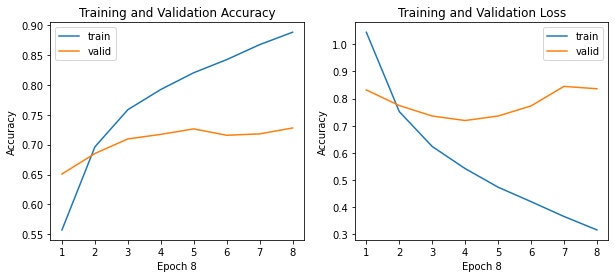 Training and Validation Accuracy
train
valid
Accuracy
0.90
0.85
0.80
0.75
0.70
0.65
0.60
0.55
1 2 3 4 5 6 7 8
Epoch 8
Training and Validation Loss
train
valid
Accuracy
1.0
0.9
0.8
0.7
0.6
0.5
0.4
0.3
1 2 3 4 5 6 7 8
Epoch 8